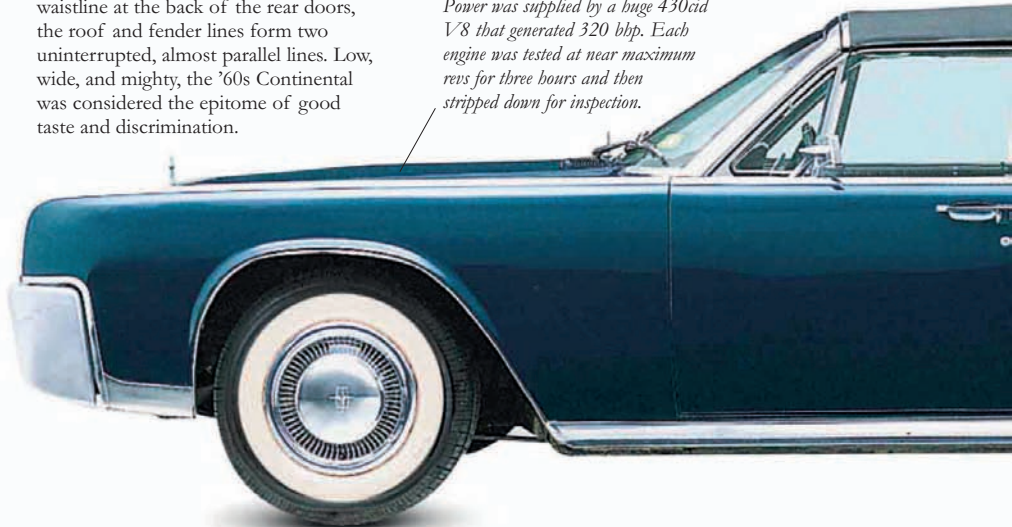 waistline at the back of the rear doors,
the roof and fender lines form two
uninterrupted, almost parallel lines. Low,
wide, and mighty, the ’60s Continental
was considered the epitome of good
taste and discrimination.
Power was supplied by a huge 430cid
V8 that generated 320 bhp. Each
engine was tested at near maximum
revs for three hours and then
stripped down for inspection.